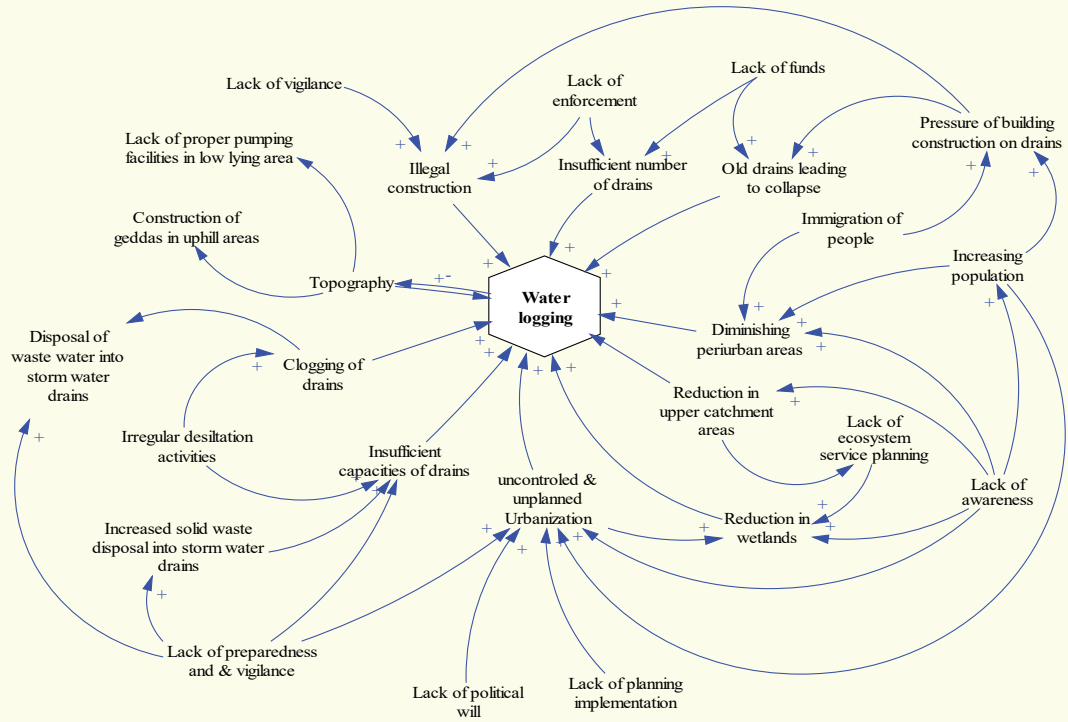 Lack of vigilance
Lack of
enforcement
Lack of funds
Pressure of building
construction on drains
Lack of proper pumping
facilities in low lying area
Illegal
construction
Insufficient number
of drains
Old drains leading
to collapse
Construction of
geddas in uphill areas
Immigration of
people
Increasing
population
Topography
Water
logging
Disposal of
waste water into
storm water
drains
Clogging of
drains
Diminishing
periurban areas
Reduction in
upper catchment
areas
Lack of
ecosystem
service planning
Irregular desiltation
activities
Insufficient
capacities of drains
uncontroled &
unplanned
Urbanization
Lack of
awareness
Increased solid waste
disposal into storm water
drains
Reduction in
wetlands
Lack of preparedness
and & vigilance
Lack of political
will
Lack of planning
implementation